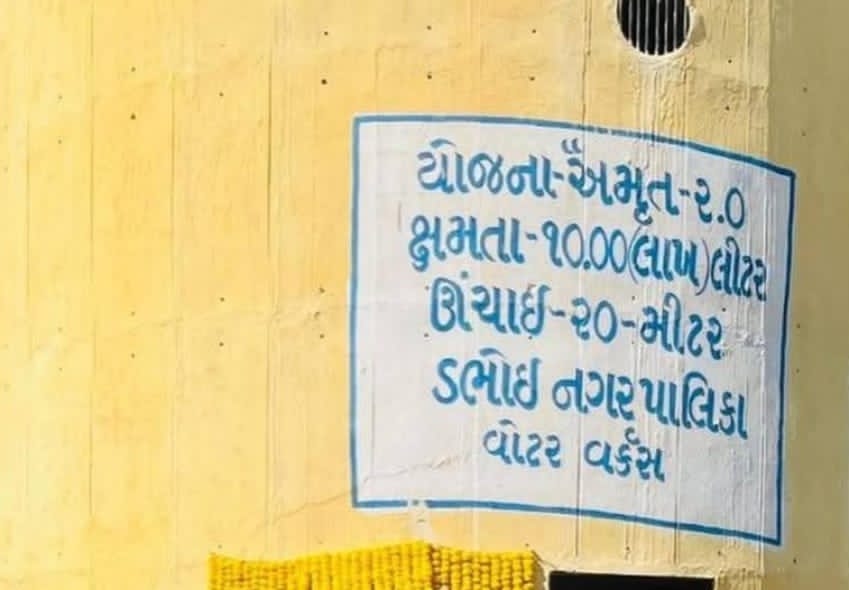 યોજના-"અમૃત-૨.૦
ક્ષમતા-૧૦.૦૦(લાખ)લીટર
ઊંચાઇ-૨૦-મીટર
ડભોઇ નગરપાલિકા
વોટર વર્કસ